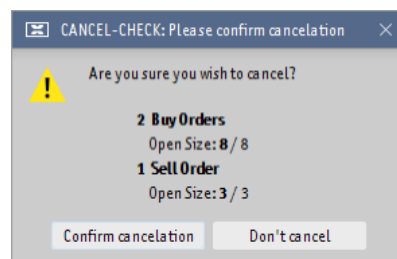 CANCEL-CHECK: Please confirm cancelation
Are you sure you wish to cancel?
2 Buy Orders
Open Size: 8 / 8
1 Sell Order
Open Size: 3 / 3
Confirm cancelation
Don't cancel